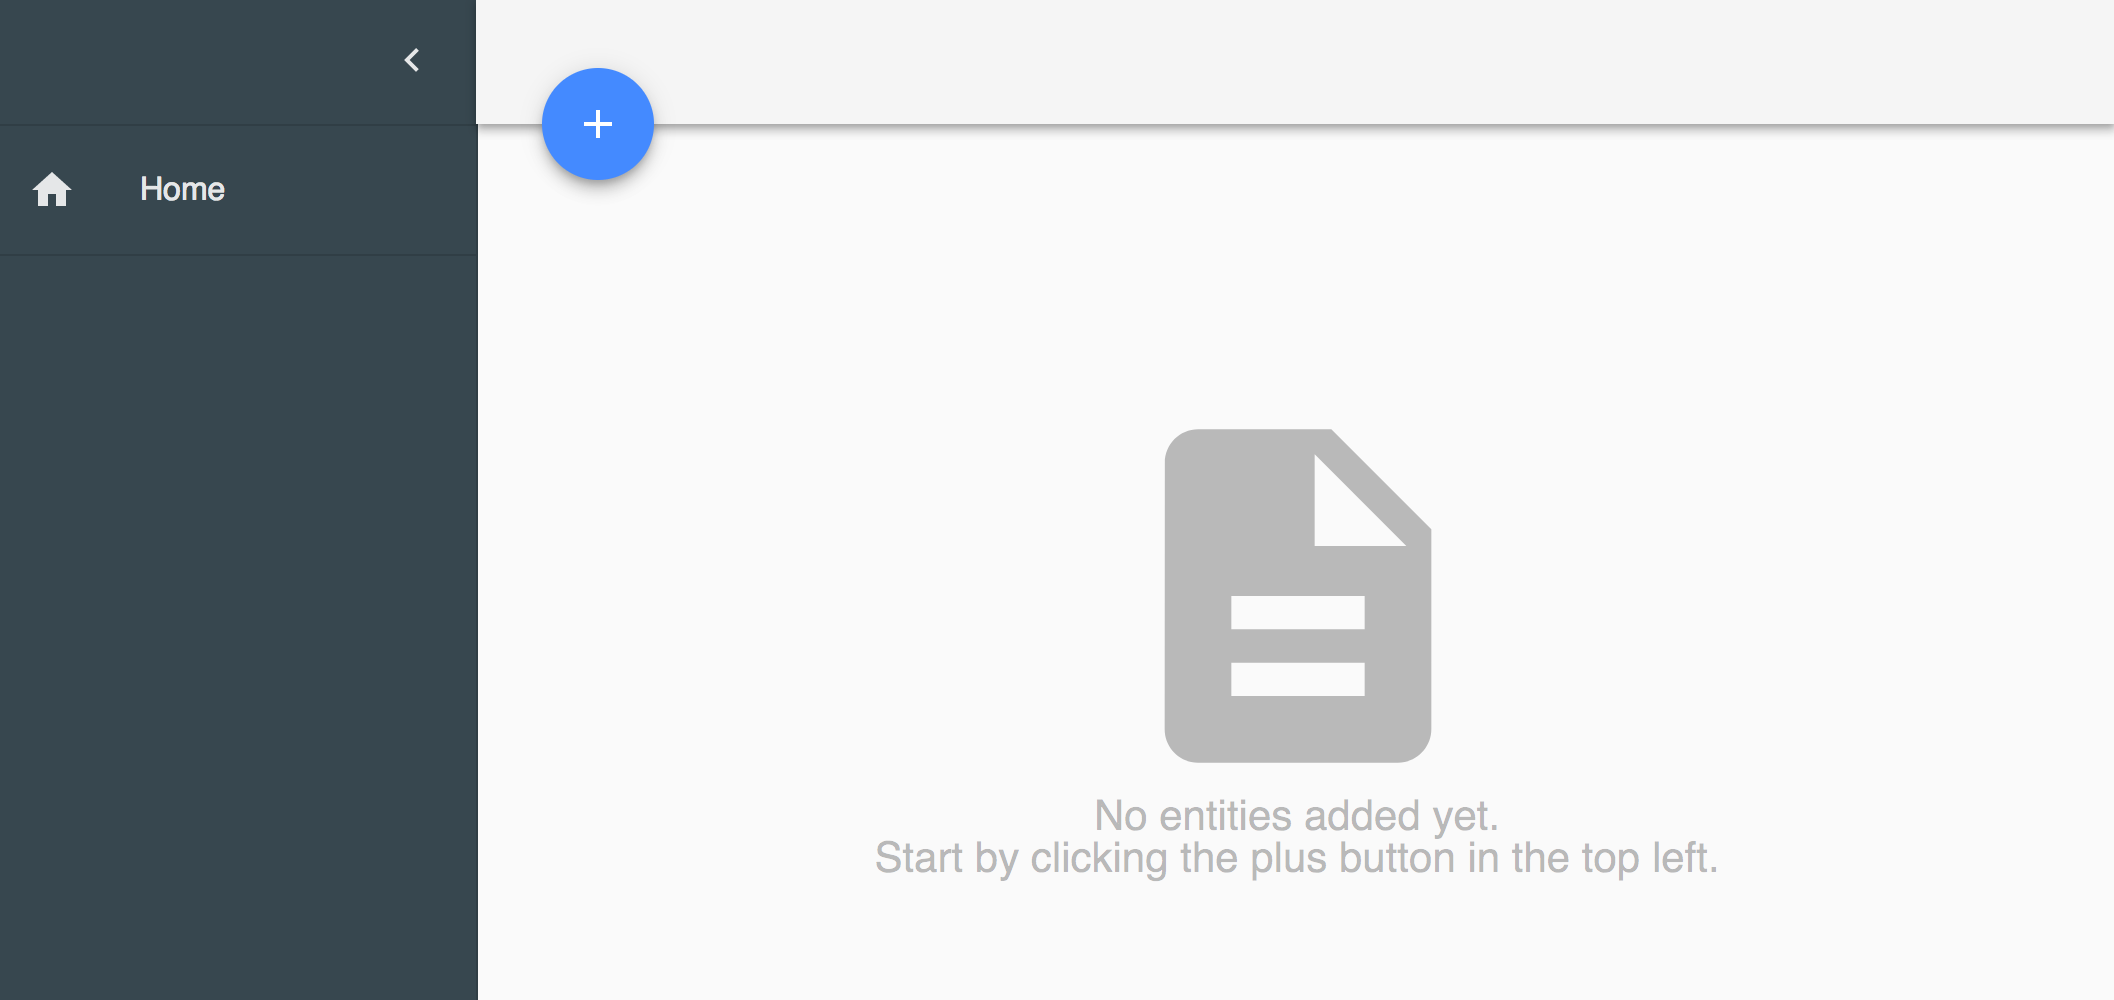 Home
No entities added yet.
Start by clicking the plus button in the top left.